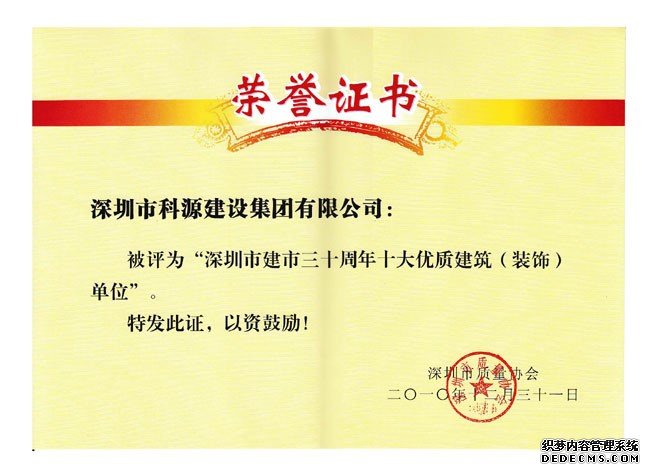 荣誉证书
深圳市科源建设集团有限公司：
被评为“深圳市建市三十周年十大优质建筑（装饰）
单位”。
特发此证，以资鼓励！
深圳市质量协会
二〇一〇年十二月三十一日
织梦内容管理系统
DEDECMS.COM